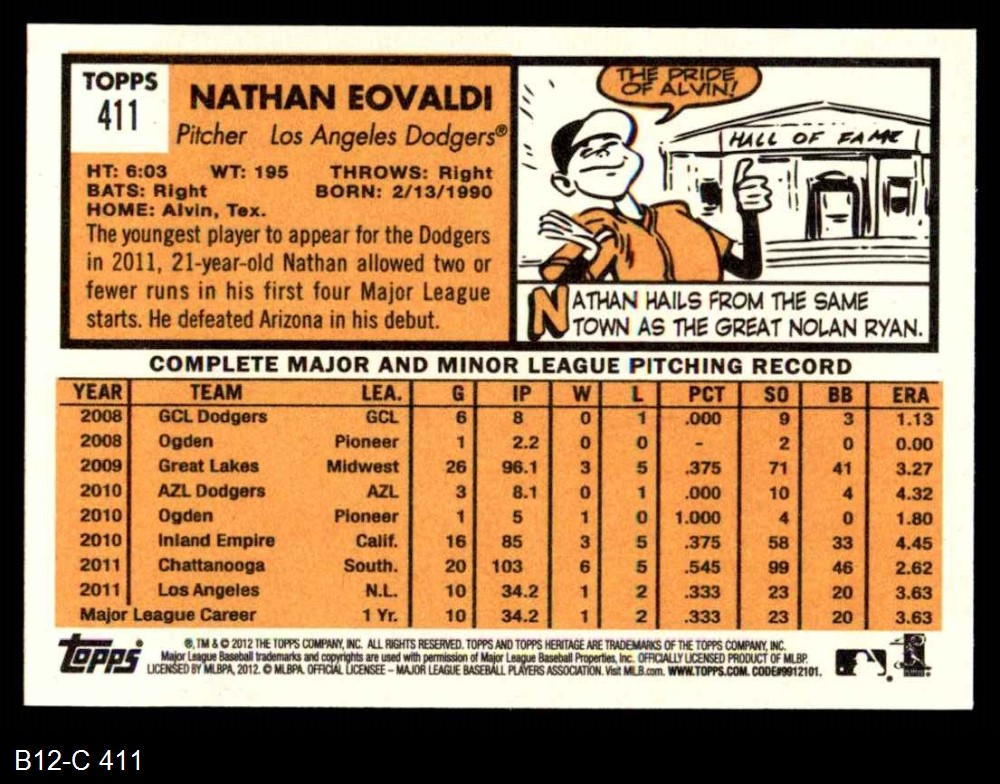 TOPPS
411
NATHAN EOVALDI
Pitcher Los Angeles Dodgers®
HT: 6:03 WT: 195 THROWS: Right
BATS: Right BORN: 2/13/1990
HOME: Alvin, Tex.
The youngest player to appear for the Dodgers
in 2011, 21-year-old Nathan allowed two or
fewer runs in his first four Major League
starts. He defeated Arizona in his debut.
THE PRIDE
OF ALVIN!
HALL OF FAME
NATHAN HAILS FROM THE SAME
TOWN AS THE GREAT NOLAN RYAN.
COMPLETE MAJOR AND MINOR LEAGUE PITCHING RECORD
YEAR TEAM LEA. G IP W L PCT SO BB ERA
2008 GCL Dodgers GCL 6 8 0 1 .000 9 3 1.13
2008 Ogden Pioneer 1 2.2 0 0 - 2 0 0.00
2009 Great Lakes Midwest 26 96.1 3 5 .375 71 41 3.27
2010 AZL Dodgers AZL 3 8.1 0 1 .000 10 4 4.32
2010 Ogden Pioneer 1 5 1 0 1.000 4 0 1.80
2010 Inland Empire Calif. 16 85 3 5 .375 58 33 4.45
2011 Chattanooga South. 20 103 6 5 .545 99 46 2.62
2011 Los Angeles N.L. 10 34.2 1 2 .333 23 20 3.63
Major League Career 1 Yr. 10 34.2 1 2 .333 23 20 3.63
Topps ®
®, TM & © 2012 THE TOPPS COMPANY, INC. ALL RIGHTS RESERVED. TOPPS AND TOPPS HERITAGE ARE TRADEMARKS OF THE TOPPS COMPANY, INC.
Major League Baseball trademarks and copyrights are used with permission of Major League Baseball Properties, Inc. OFFICIALLY LICENSED PRODUCT OF MLBP.
LICENSED BY MLBPA, 2012. © MLBPA. OFFICIAL LICENSEE – MAJOR LEAGUE BASEBALL PLAYERS ASSOCIATION. Visit MLB.com. WWW.TOPPS.COM. CODE#9912101.
B12-C 411